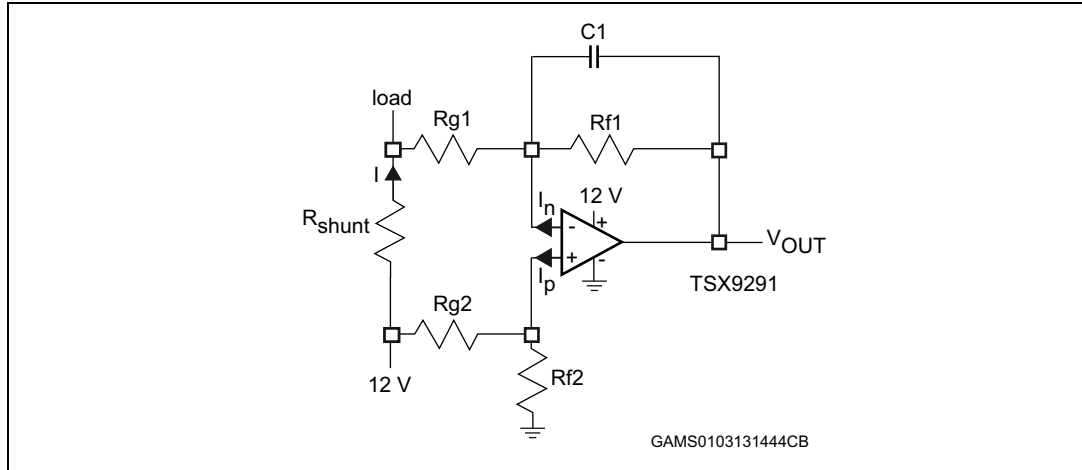 C1
load
Rg1
Rf1
I
In
12 V
Rshunt
-
+
+
-
VOUT
Ip
TSX9291
Rg2
12 V
Rf2
GAMS0103131444CB